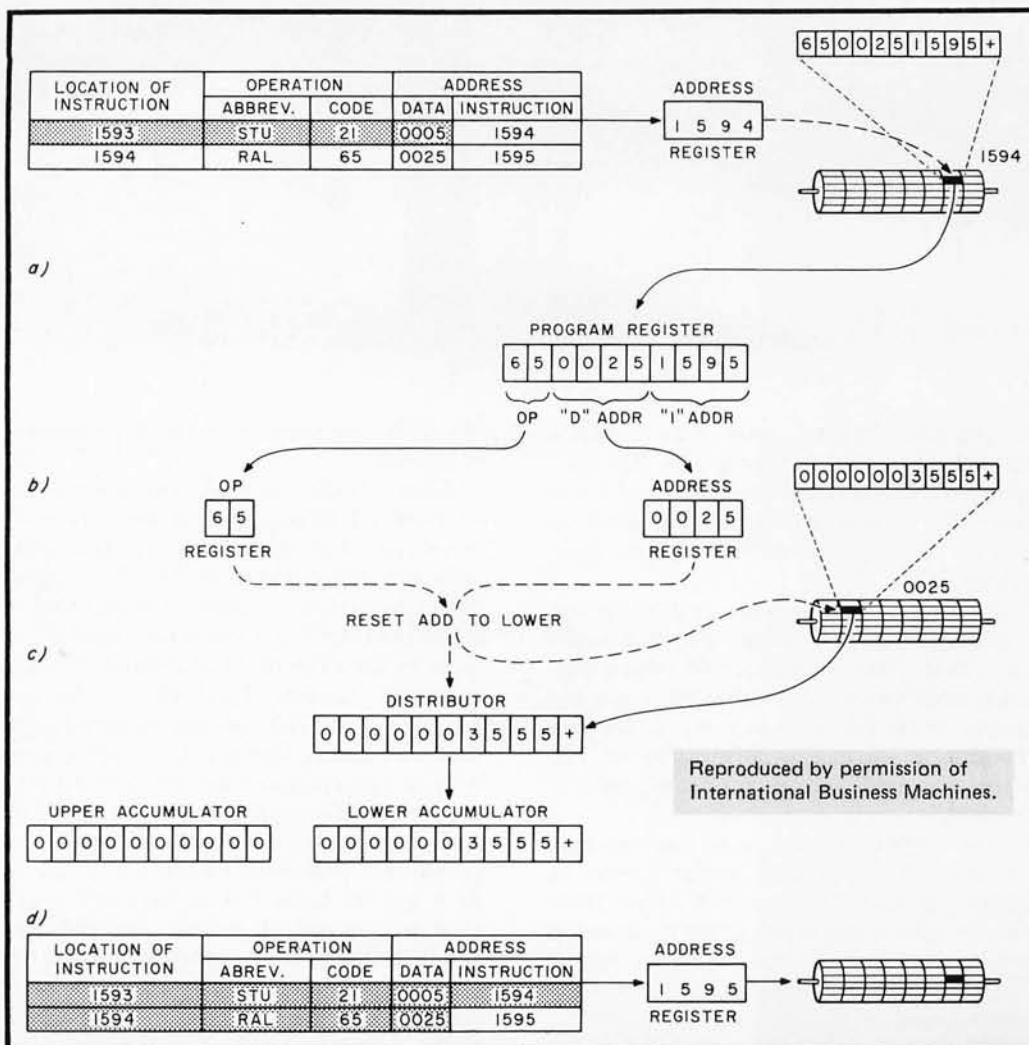 6 5 0 0 2 5 1 5 9 5 +
LOCATION OF INSTRUCTION OPERATION ADDRESS
ABBREV. CODE DATA INSTRUCTION
1593 STU 21 0005 1594
1594 RAL 65 0025 1595
ADDRESS
1 5 9 4
REGISTER
1594
a)
PROGRAM REGISTER
6 5 0 0 2 5 1 5 9 5
OP "D" ADDR "I" ADDR
b)
OP
6 5
REGISTER
ADDRESS
0 0 2 5
REGISTER
0 0 0 0 0 0 3 5 5 5 +
0025
RESET ADD TO LOWER
c)
DISTRIBUTOR
0 0 0 0 0 0 3 5 5 5 +
Reproduced by permission of
International Business Machines.
UPPER ACCUMULATOR
0 0 0 0 0 0 0 0 0 0
LOWER ACCUMULATOR
0 0 0 0 0 0 3 5 5 5 +
d)
LOCATION OF INSTRUCTION OPERATION ADDRESS
ABREV. CODE DATA INSTRUCTION
1593 STU 21 0005 1594
1594 RAL 65 0025 1595
ADDRESS
1 5 9 5
REGISTER